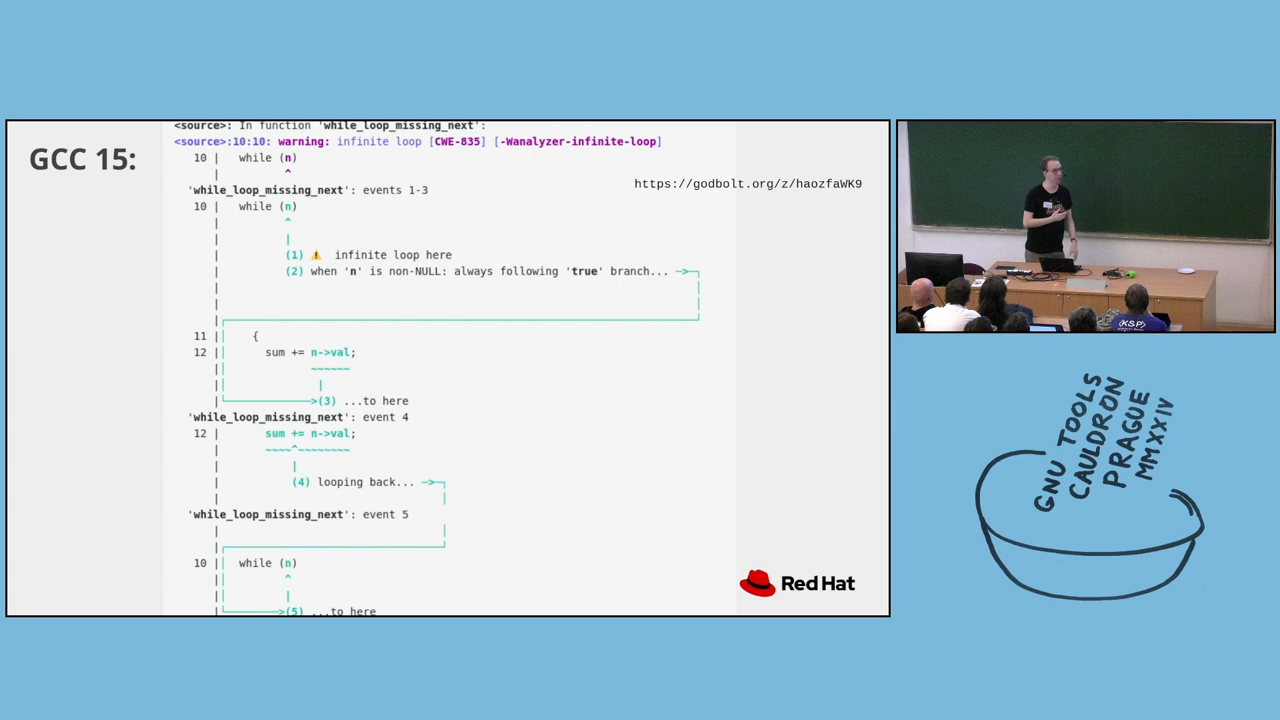 GCC 15:
<source>: In function 'while_loop_missing_next':
<source>:10:10: warning: infinite loop [CWE-835] [-Wanalyzer-infinite-loop]
10 | while (n)
| ^
'while_loop_missing_next': events 1-3
https://godbolt.org/z/haozfaWK9
10 | while (n)
| ^
| |
| (1) ⚠️ infinite loop here
| (2) when 'n' is non-NULL: always following 'true' branch... ─>─┐
| │
| │
|┌─────────────────────────────────────────────┘
11 |│ {
12 |│ sum += n->val;
|│ ~~~~~~
|│ |
|└─────────────>(3) ...to here
'while_loop_missing_next': event 4
12 | sum += n->val;
| ~~~~^~~~~~~~~
| |
| (4) looping back... ─>─┐
| │
'while_loop_missing_next': event 5
| │
|┌─────────────────────────────────┘
10 |│ while (n)
|│ ^
|│ |
|└────────>(5) ...to here
Red Hat
(KSP)
GNU TOOLS
CAULDRON
PRAGUE
MMXXIV